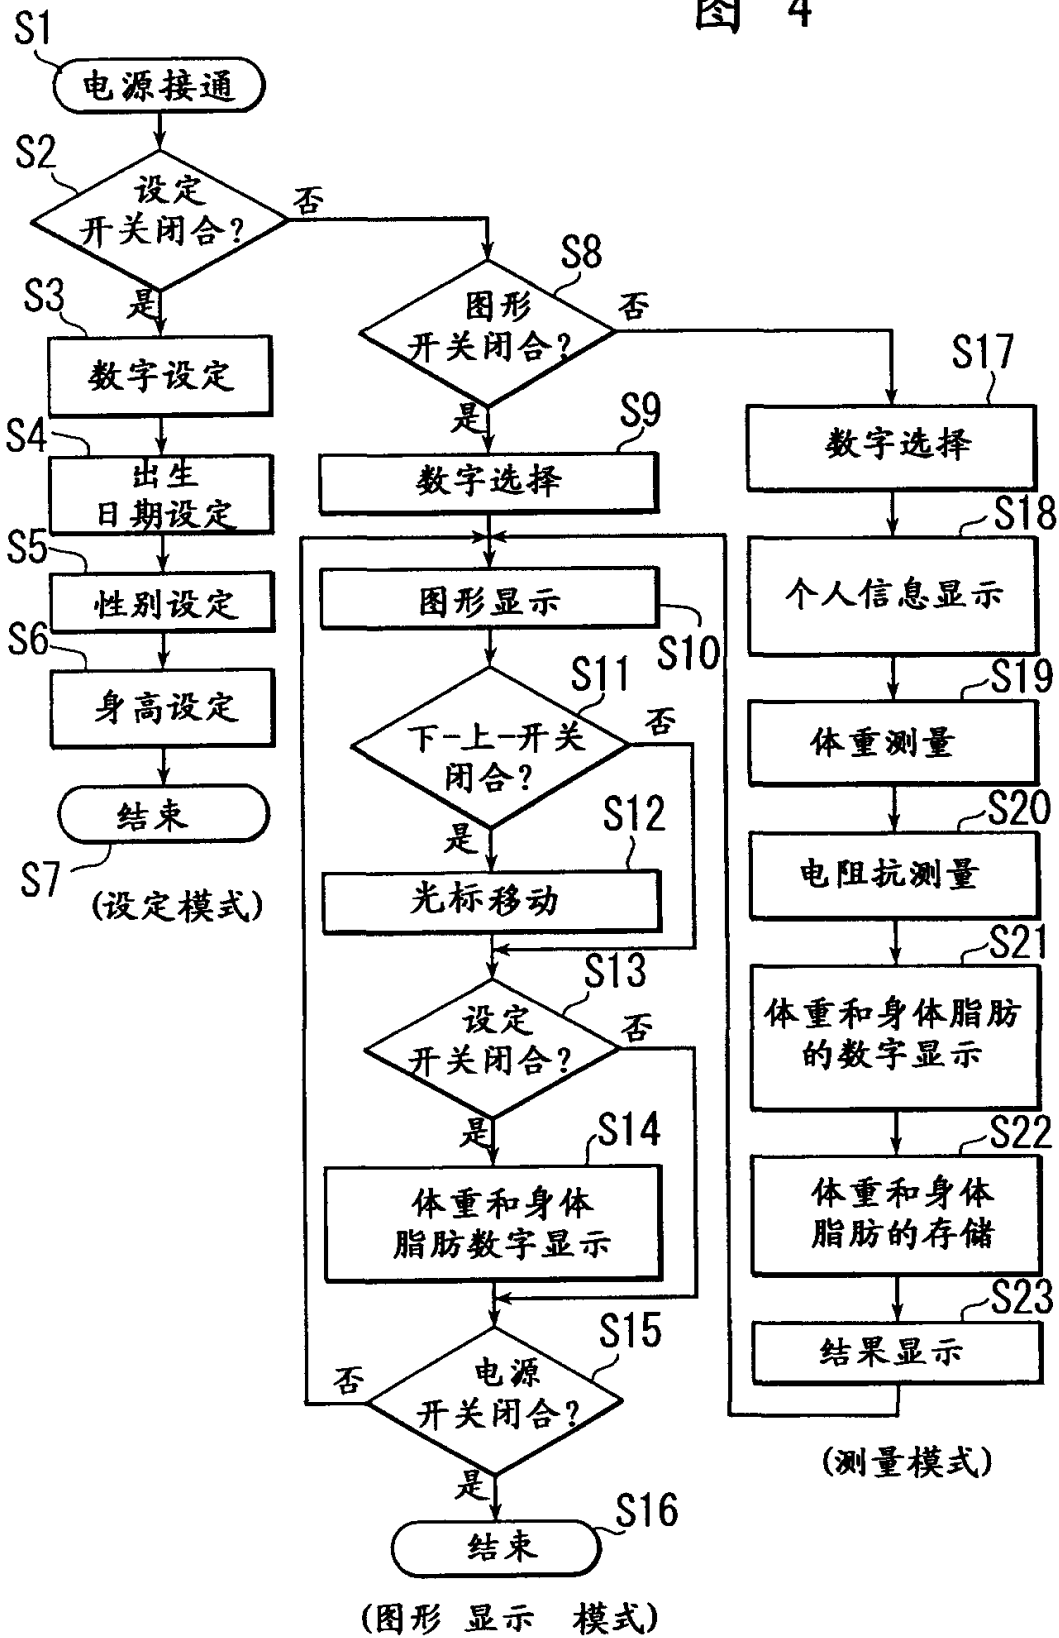 图 4
S1
电源接通
S2
设定
开关闭合?
否
是
S3
数字设定
S4
出生
日期设定
S5
性别设定
S6
身高设定
结束
S7
(设定模式)
S8
图形
开关闭合?
否
是
S9
数字选择
图形显示
S10
S11
下-上-开关
闭合?
否
是
S12
光标移动
S13
设定
开关闭合?
否
是
S14
体重和身体
脂肪数字显示
S15
电源
开关闭合?
否
是
S16
结束
(图形 显示 模式)
S17
数字选择
S18
个人信息显示
S19
体重测量
S20
电阻抗测量
S21
体重和身体脂肪
的数字显示
S22
体重和身体
脂肪的存储
S23
结果显示
(测量模式)